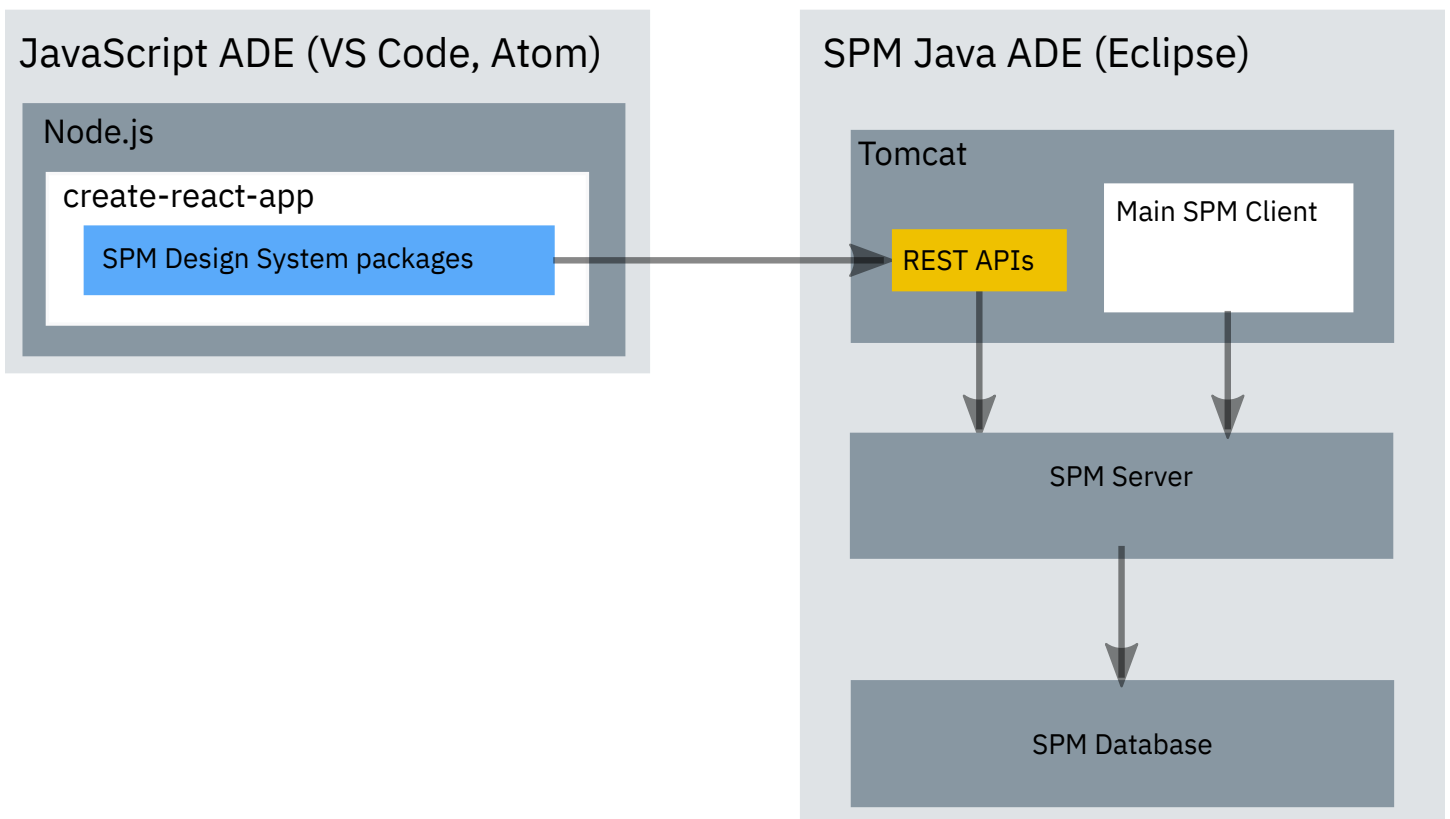 JavaScript ADE (VS Code, Atom)
Node.js
create-react-app
SPM Design System packages
SPM Java ADE (Eclipse)
Tomcat
Main SPM Client
REST APIs
SPM Server
SPM Database